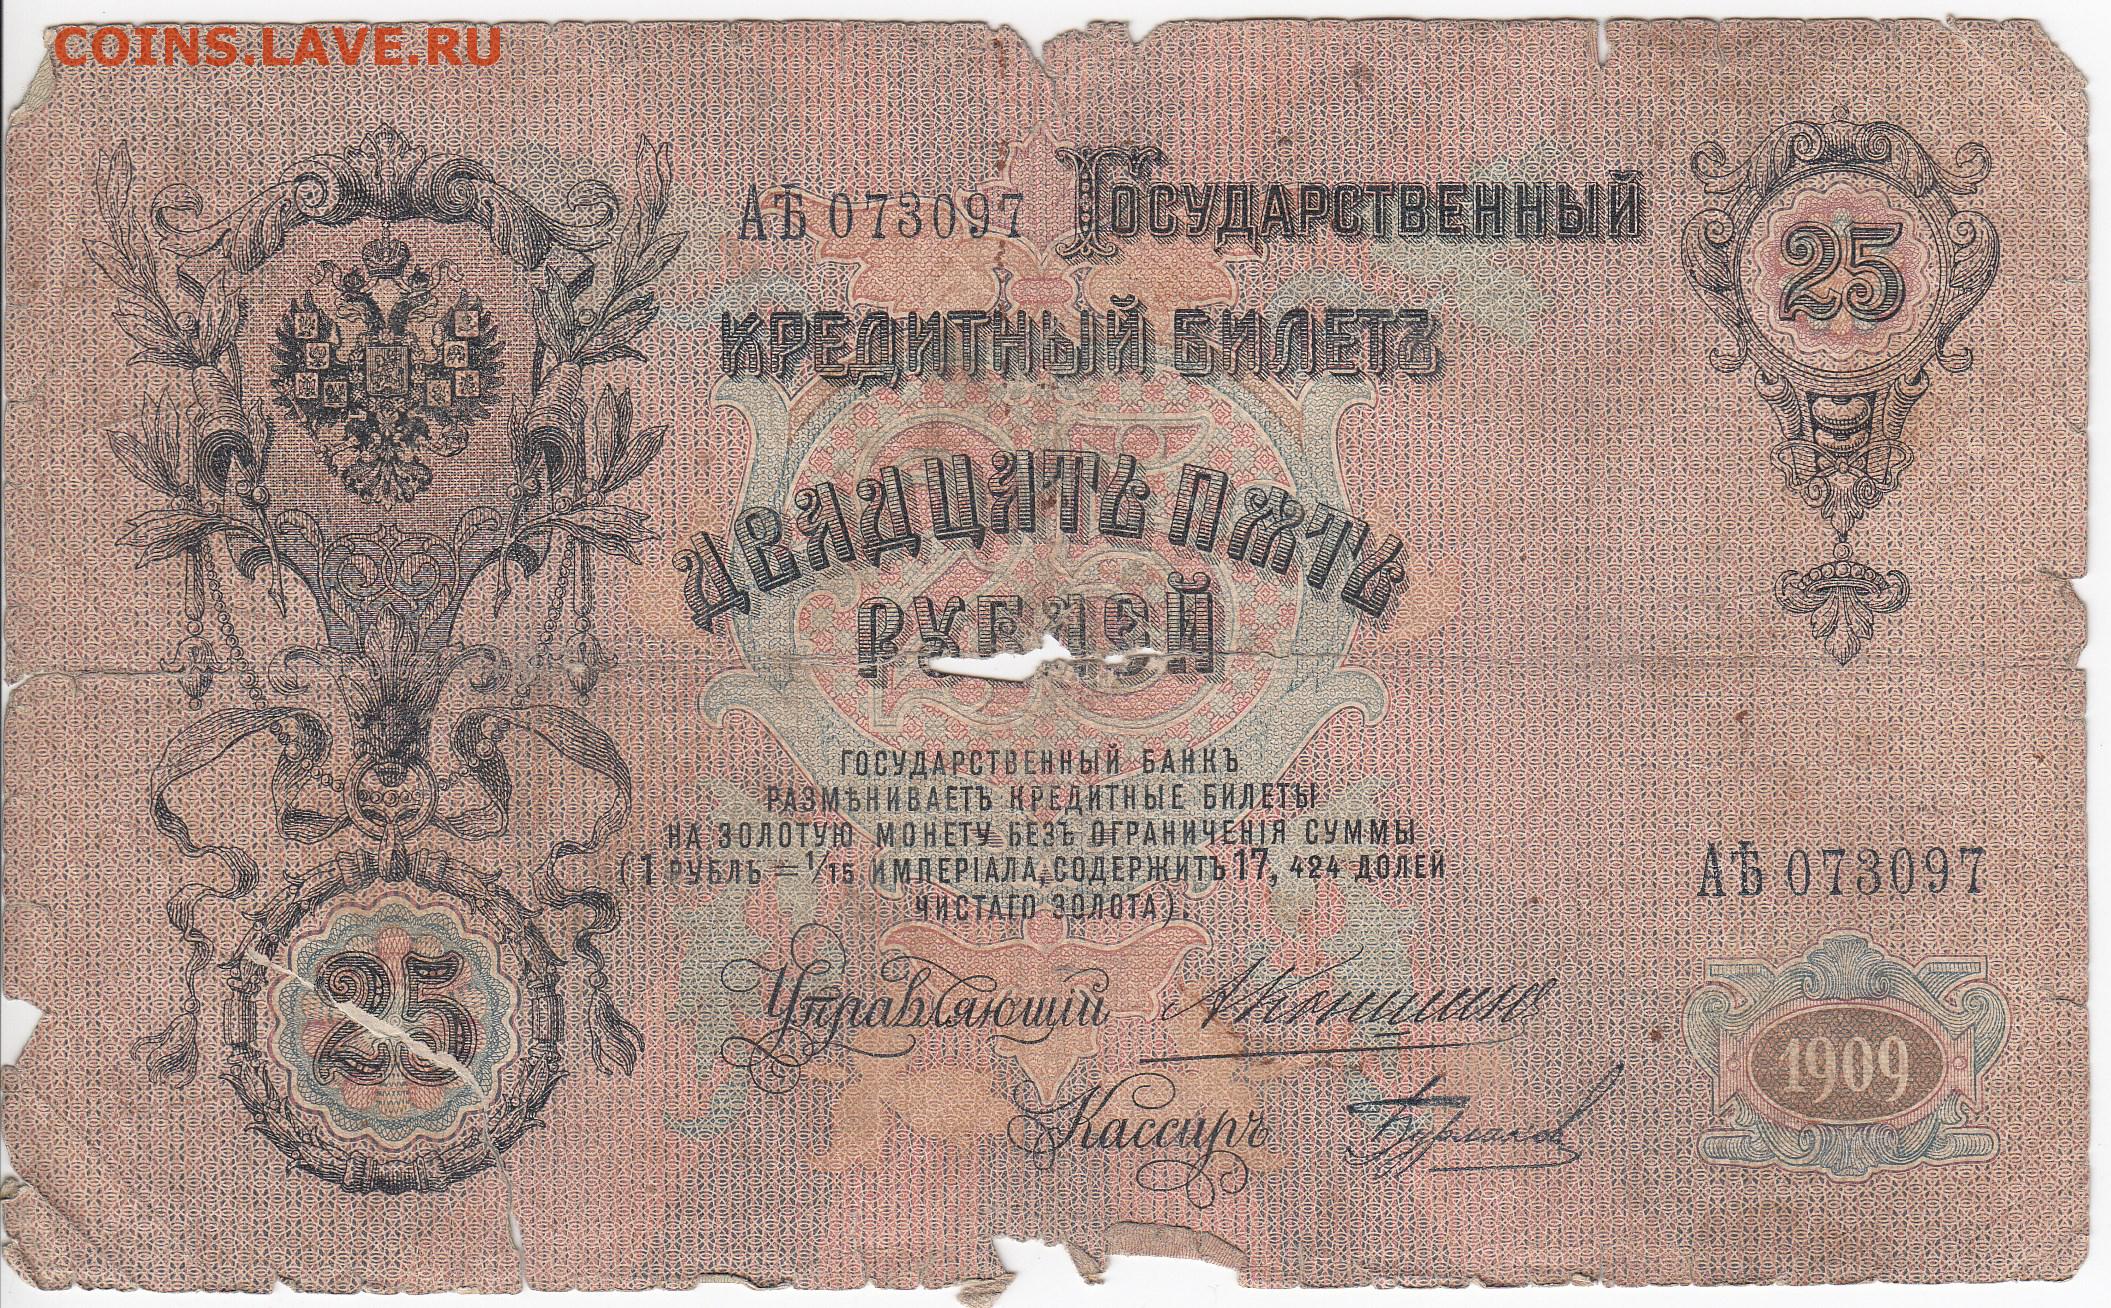 COINS.LAVE.RU
АѢ 073097 ГОСУДАРСТВЕННЫЙ
25
КРЕДИТНЫЙ БИЛЕТЪ
ДВАДЦАТЬ ПЯТЬ
РУБЛЕЙ
ГОСУДАРСТВЕННЫЙ БАНКЪ
РАЗМѢНИВАЕТЪ КРЕДИТНЫЕ БИЛЕТЫ
НА ЗОЛОТУЮ МОНЕТУ БЕЗЪ ОГРАНИЧЕНІЯ СУММЫ
(1 РУБЛЬ = 1/15 ИМПЕРІАЛА, СОДЕРЖИТЪ 17, 424 ДОЛЕЙ
ЧИСТАГО ЗОЛОТА).
АѢ 073097
25
Управляющій АКоншинъ
Кассиръ
1909